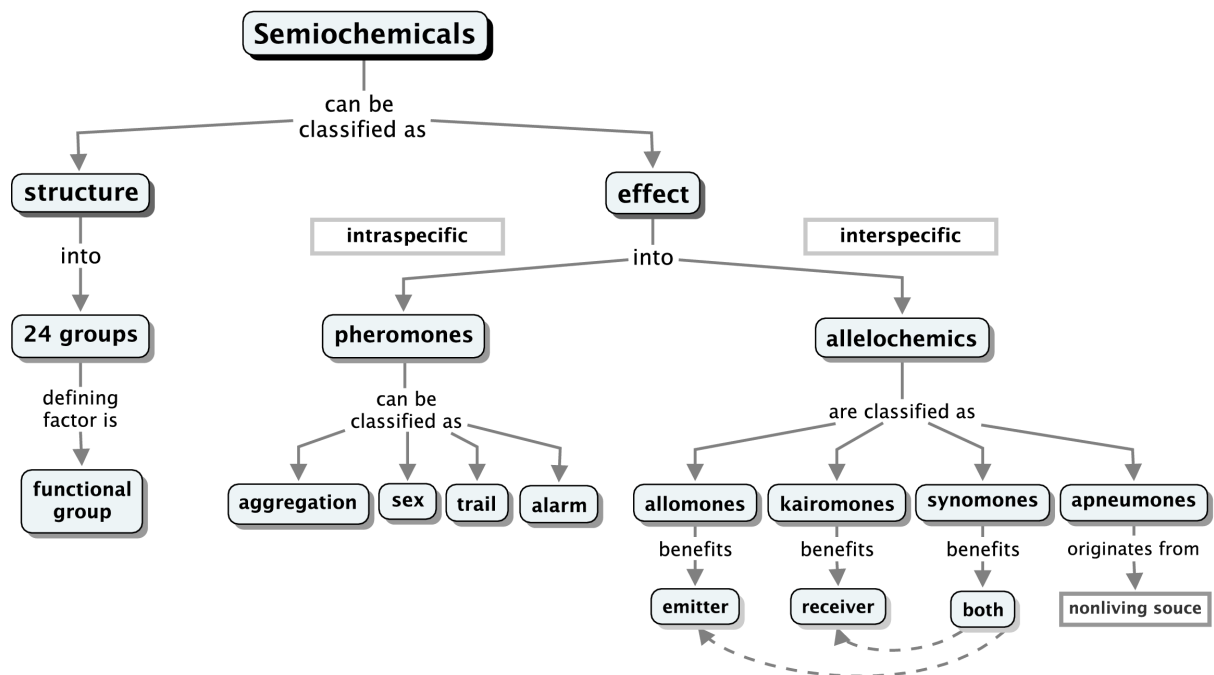 Semiochemicals
can be
classified as
structure
effect
intraspecific
interspecific
into
into
24 groups
pheromones
allelochemics
defining
factor is
can be
classified as
are classified as
functional
group
aggregation
sex
trail
alarm
allomones
kairomones
synomones
apneumones
benefits
benefits
benefits
originates from
emitter
receiver
both
nonliving souce